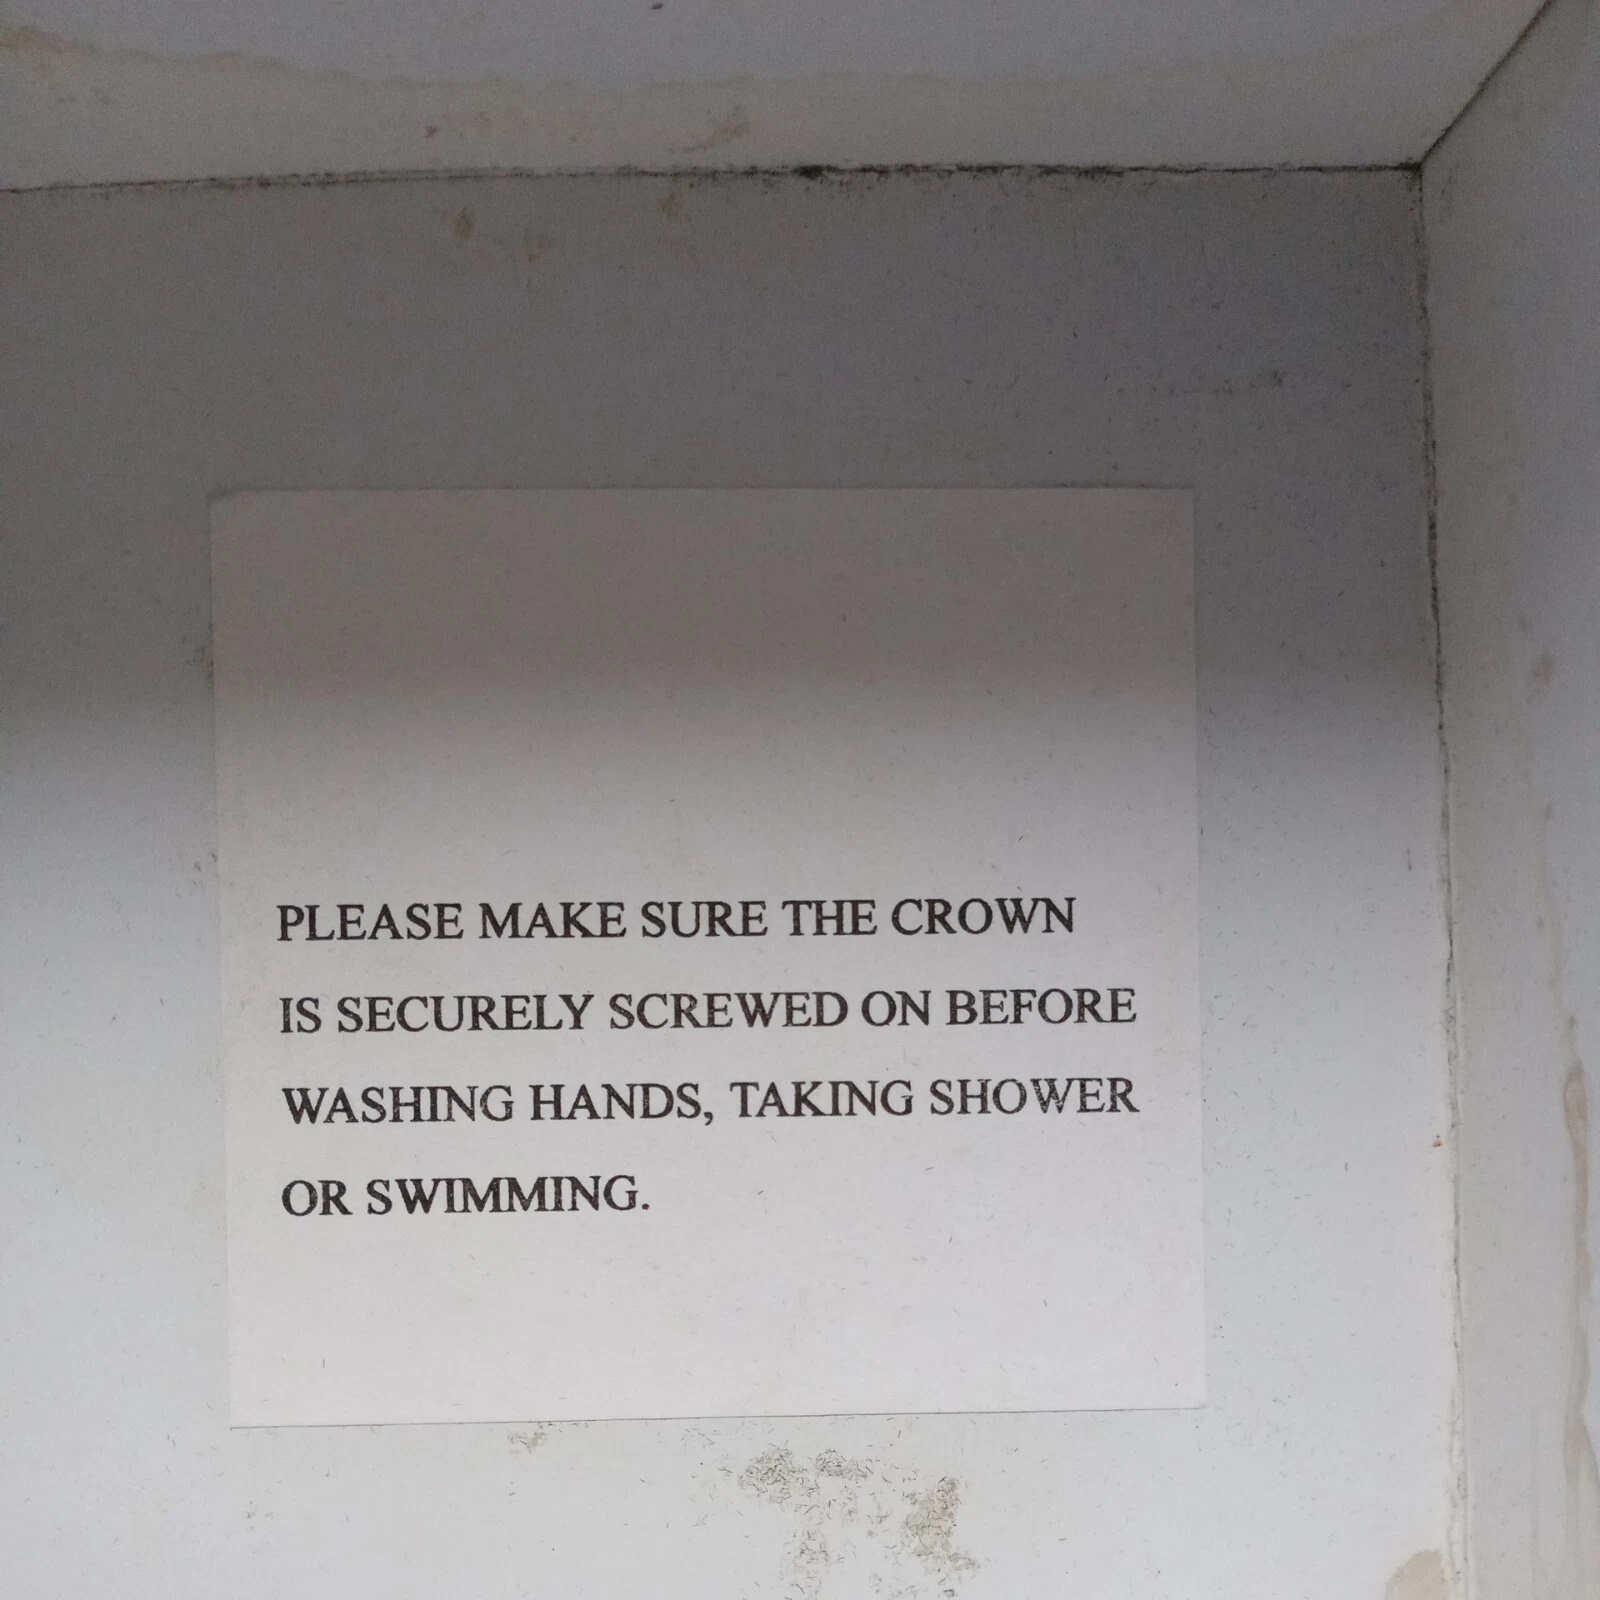 PLEASE MAKE SURE THE CROWN
IS SECURELY SCREWED ON BEFORE
WASHING HANDS, TAKING SHOWER
OR SWIMMING.